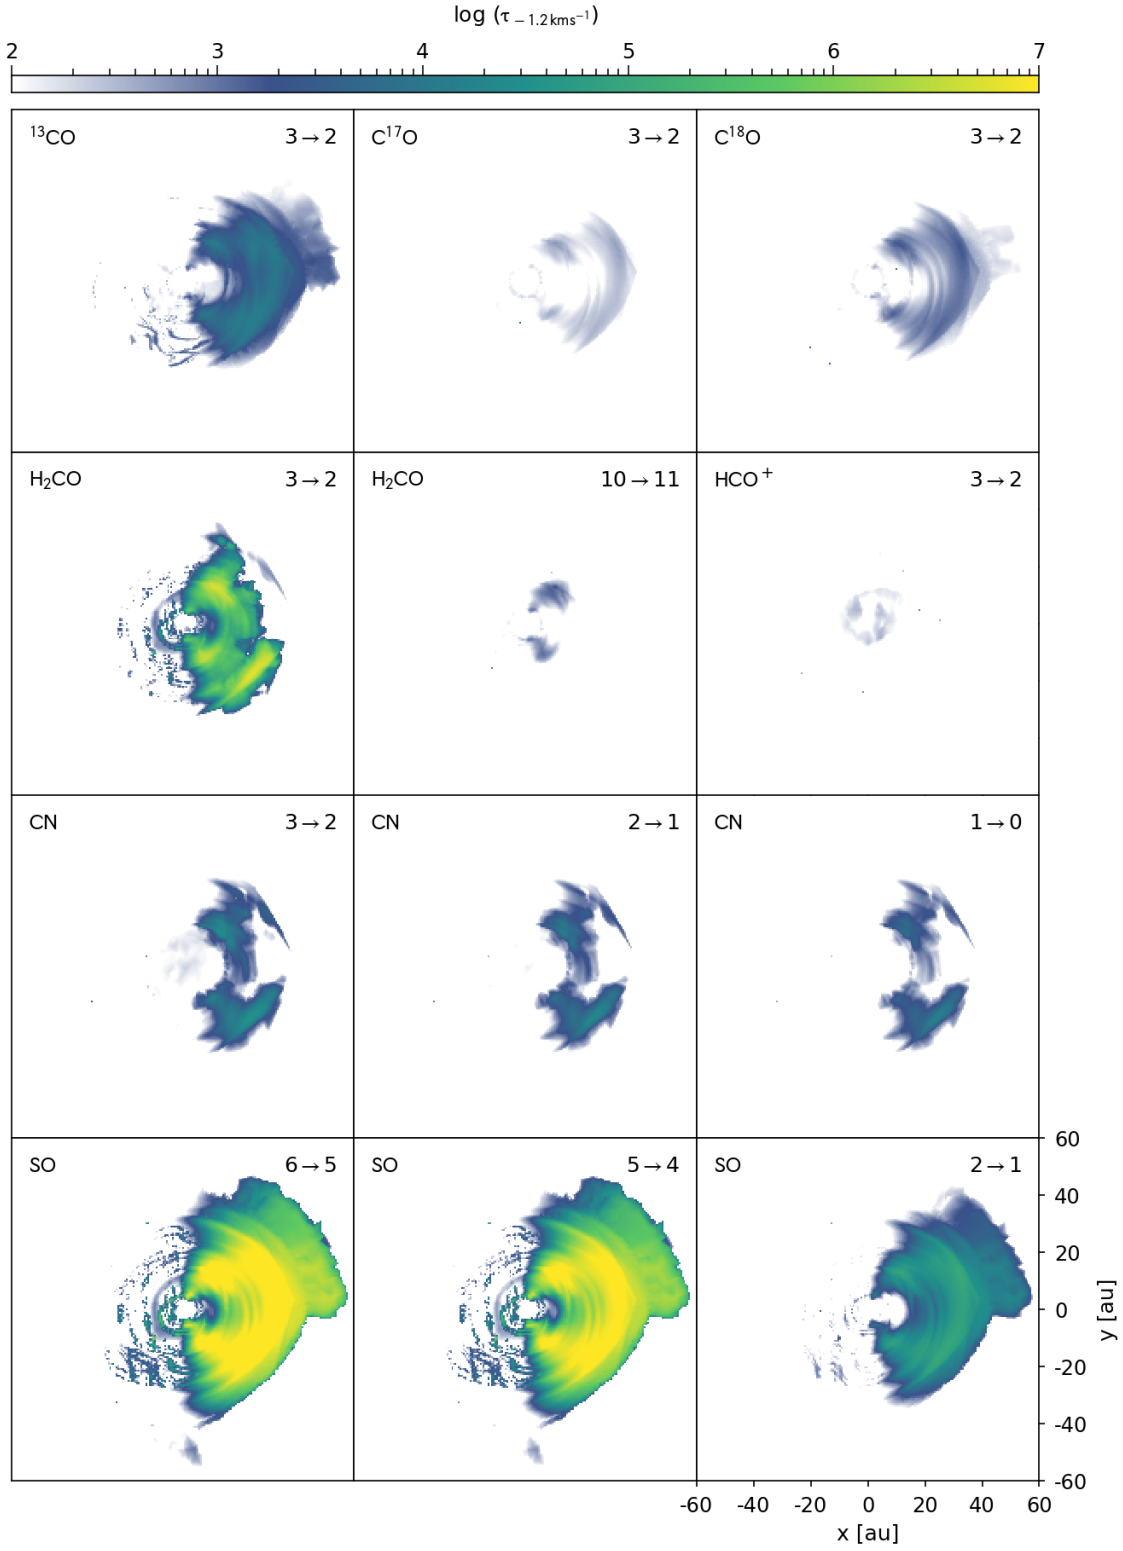 log (τ₋₁.₂ₖₘₛ⁻¹)
2 3 4 5 6 7
¹³CO 3→2 C¹⁷O 3→2 C¹⁸O 3→2
H₂CO 3→2 H₂CO 10→11 HCO⁺ 3→2
CN 3→2 CN 2→1 CN 1→0
60
SO 6→5 SO 5→4 SO 2→1
40
20
0
y [au]
-20
-40
-60
-60 -40 -20 0 20 40 60
x [au]